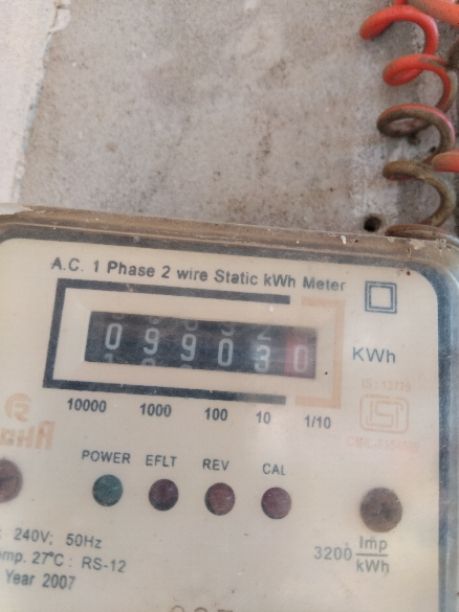 A.C. 1 Phase 2 wire Static kWh Meter
099030
KWh
10000 1000 100 10 1/10
POWER EFLT REV CAL
240V; 50Hz
27°C : RS-12
Year 2007
3200 Imp
kWh